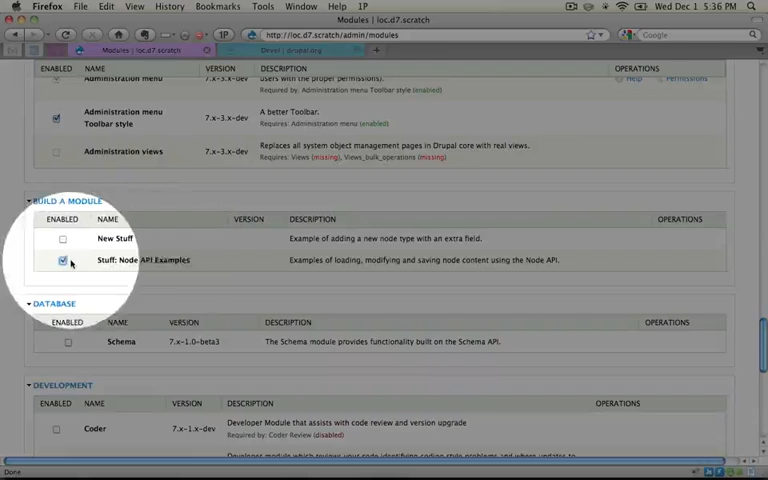 Firefox File Edit View History Bookmarks Tools Window Help 1P Wed Dec 1 5:36 PM
Modules | loc.d7.scratch
http://loc.d7.scratch/admin/modules Google
Modules | loc.d7.scratch Devel | drupal.org
ENABLED NAME VERSION DESCRIPTION OPERATIONS
Administration menu 7.x-3.x-dev users with the proper permissions). Help Permissions
Required by: Administration menu Toolbar style (enabled)
Administration menu Toolbar style 7.x-3.x-dev A better Toolbar.
Requires: Administration menu (enabled)
Administration views 7.x-3.x-dev Replaces all system object management pages in Drupal core with real views.
Requires: Views (missing), Views_bulk_operations (missing)
BUILD A MODULE
ENABLED NAME VERSION DESCRIPTION OPERATIONS
New Stuff Example of adding a new node type with an extra field.
Stuff: Node API Examples Examples of loading, modifying and saving node content using the Node API.
DATABASE
ENABLED NAME VERSION DESCRIPTION OPERATIONS
Schema 7.x-1.0-beta3 The Schema module provides functionality built on the Schema API.
DEVELOPMENT
ENABLED NAME VERSION DESCRIPTION OPERATIONS
Coder 7.x-1.x-dev Developer Module that assists with code review and version upgrade
Required by: Coder Review (disabled)
Done